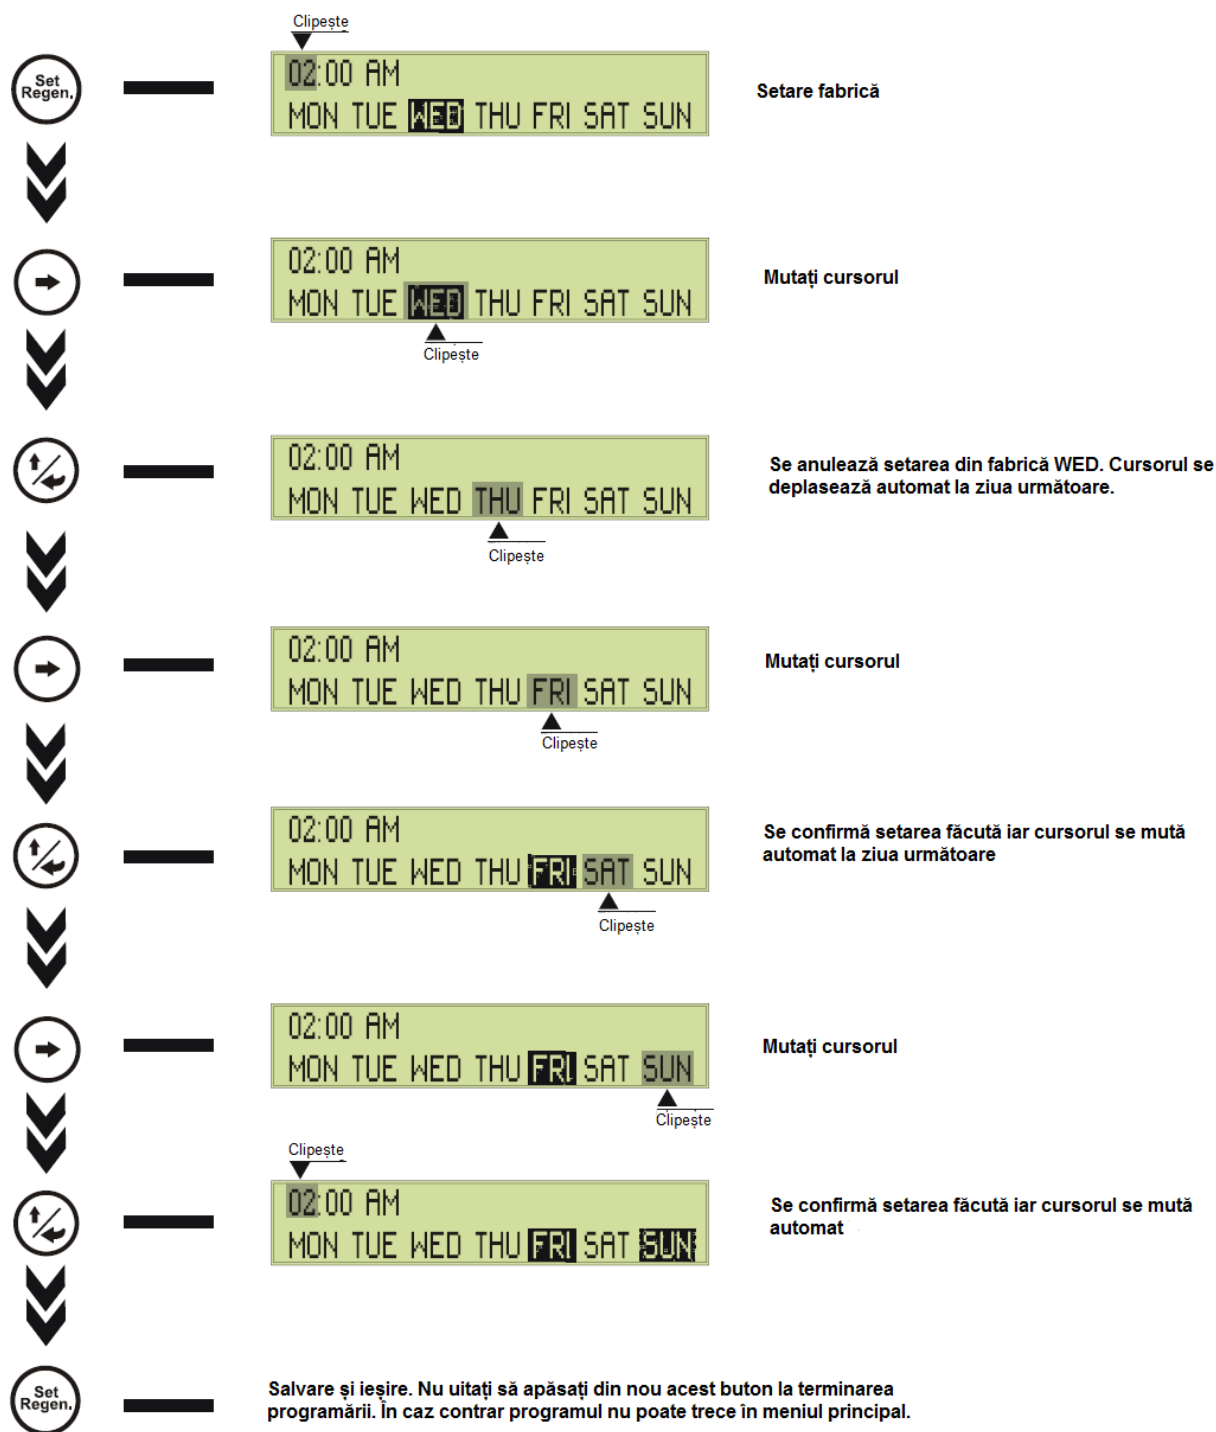 Clipește
Set
Regen.
02:00 AM
MON TUE WED THU FRI SAT SUN
Setare fabrică
02:00 AM
MON TUE WED THU FRI SAT SUN
Clipește
Mutați cursorul
02:00 AM
MON TUE WED THU FRI SAT SUN
Clipește
Se anulează setarea din fabrică WED. Cursorul se
deplasează automat la ziua următoare.
02:00 AM
MON TUE WED THU FRI SAT SUN
Clipește
Mutați cursorul
02:00 AM
MON TUE WED THU FRI SAT SUN
Clipește
Se confirmă setarea făcută iar cursorul se mută
automat la ziua următoare
02:00 AM
MON TUE WED THU FRI SAT SUN
Clipește
Mutați cursorul
Clipește
02:00 AM
MON TUE WED THU FRI SAT SUN
Se confirmă setarea făcută iar cursorul se mută
automat
Set
Regen.
Salvare și ieșire. Nu uitați să apăsați din nou acest buton la terminarea
programării. În caz contrar programul nu poate trece în meniul principal.